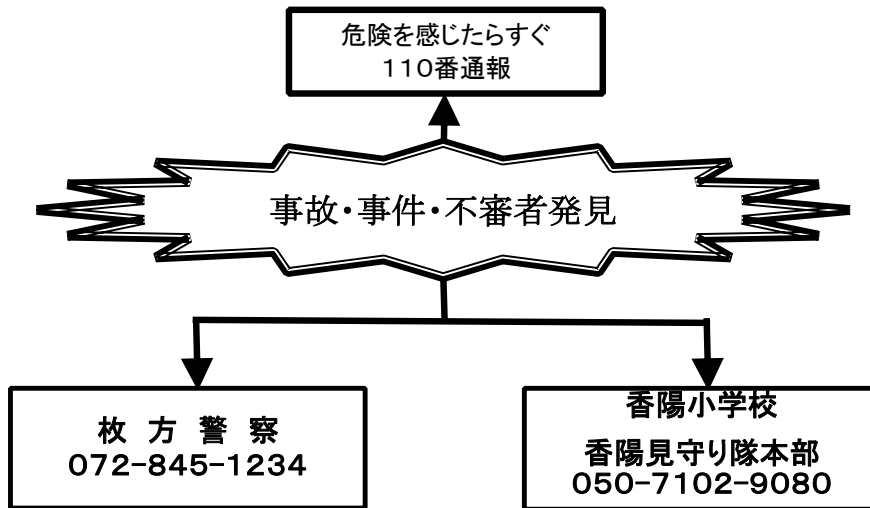 危険を感じたらすぐ
110番通報
事故・事件・不審者発見
枚 方 警 察
072-845-1234
香陽小学校
香陽見守り隊本部
050-7102-9080